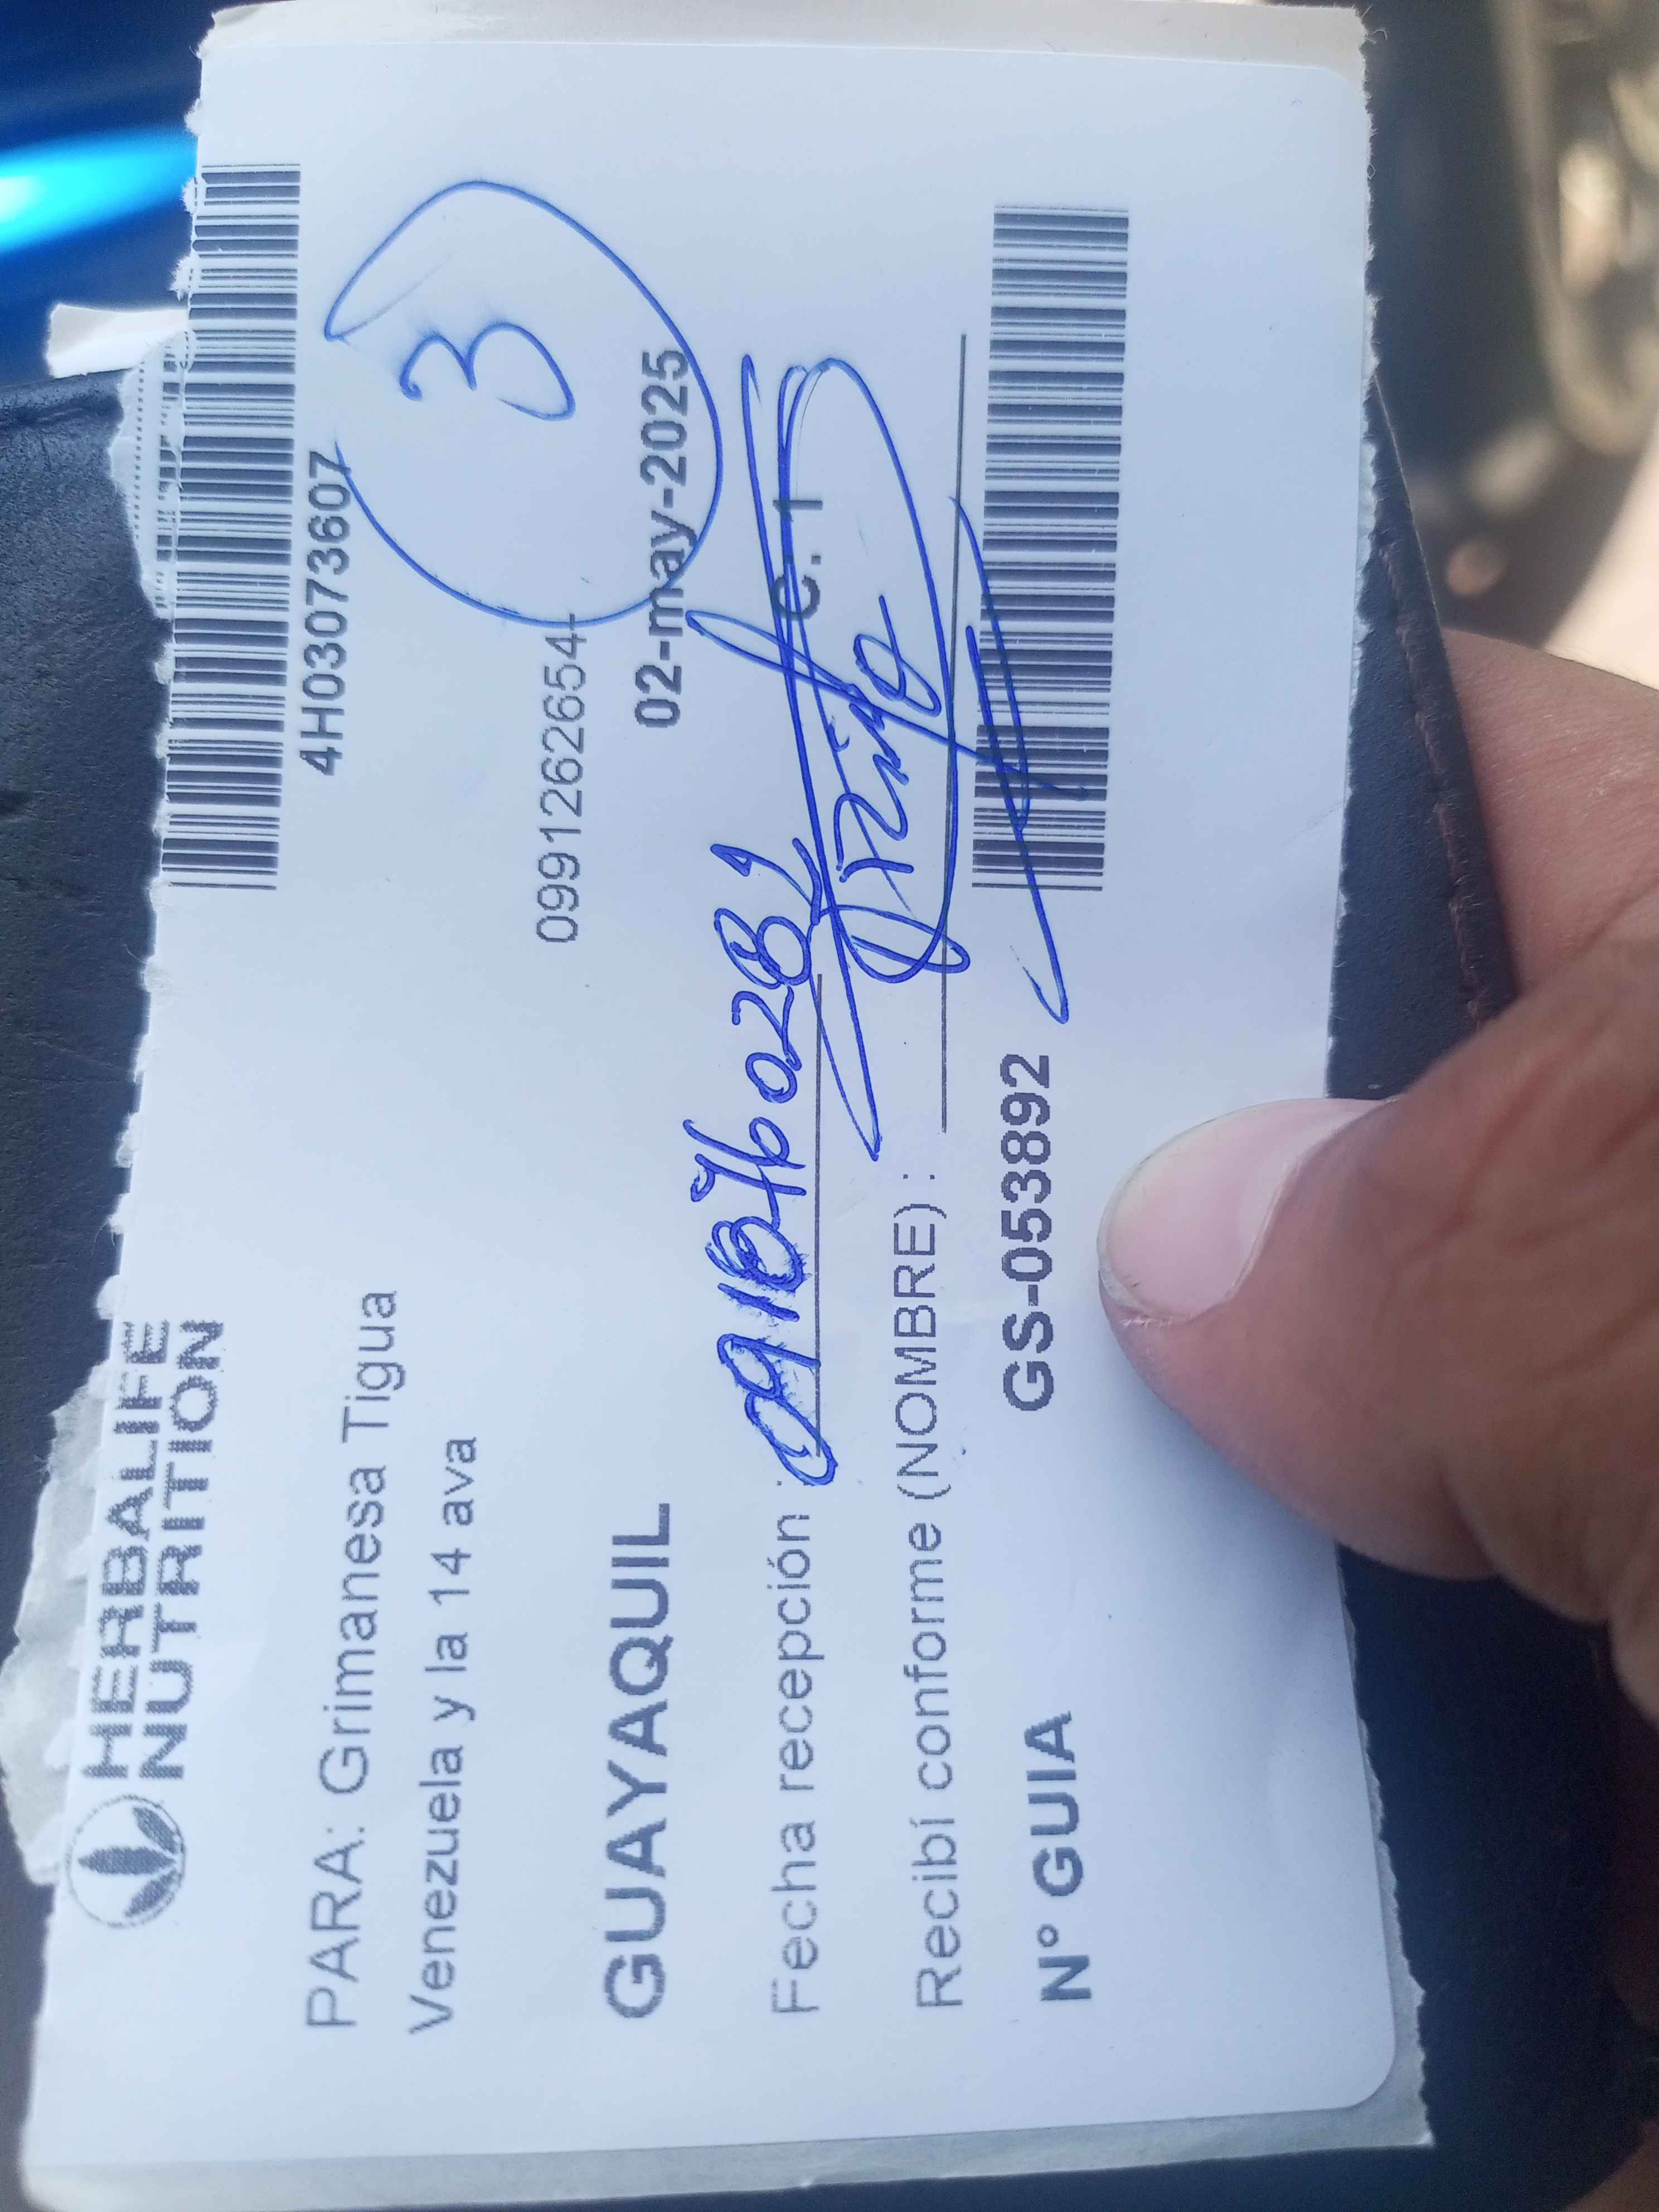 HERBALIFE
NUTRITION
4H03073607
PARA: Grimanesa Tigua
Venezuela y la 14 ava
3
0991262654
GUAYAQUIL
02-may-2025
Fecha recepción :
C. I
Recibí conforme (NOMBRE) :
N° GUIA GS-053892